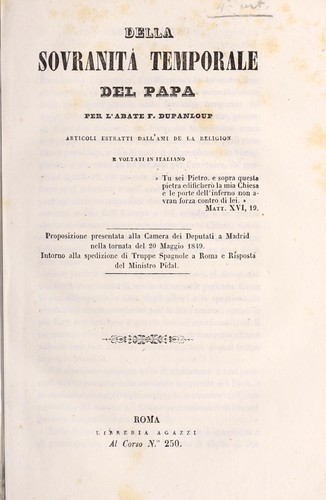 DELLA
SOVRANITÀ TEMPORALE
DEL PAPA
PER L'ABATE F. DUPANLOUP
ARTICOLI ESTRATTI DALL'AMI DE LA RELIGION
E VOLTATI IN ITALIANO
» Tu sei Pietro. e sopra questa
pietra edificherò la mia Chiesa
e le porte dell'inferno non a-
vran forza contro di lei. »
MATT. XVI, 19.
Proposizione presentata alla Camera dei Deputati a Madrid
nella tornata del 20 Maggio 1849.
Intorno alla spedizione di Truppe Spagnole a Roma e Risposta
del Ministro Pidal.
ROMA
LIBRERIA AGAZZI
Al Corso N.° 250.